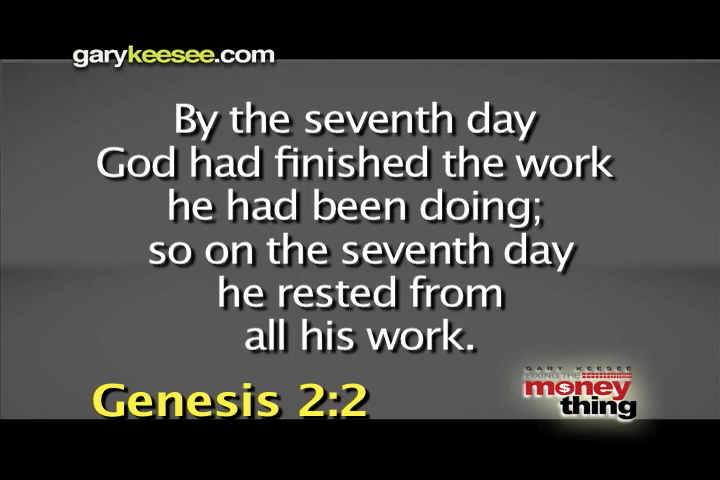 garykeesee.com
By the seventh day
God had finished the work
he had been doing;
so on the seventh day
he rested from
all his work.
Genesis 2:2
GARY KEESEE
FIXING THE
money
thing